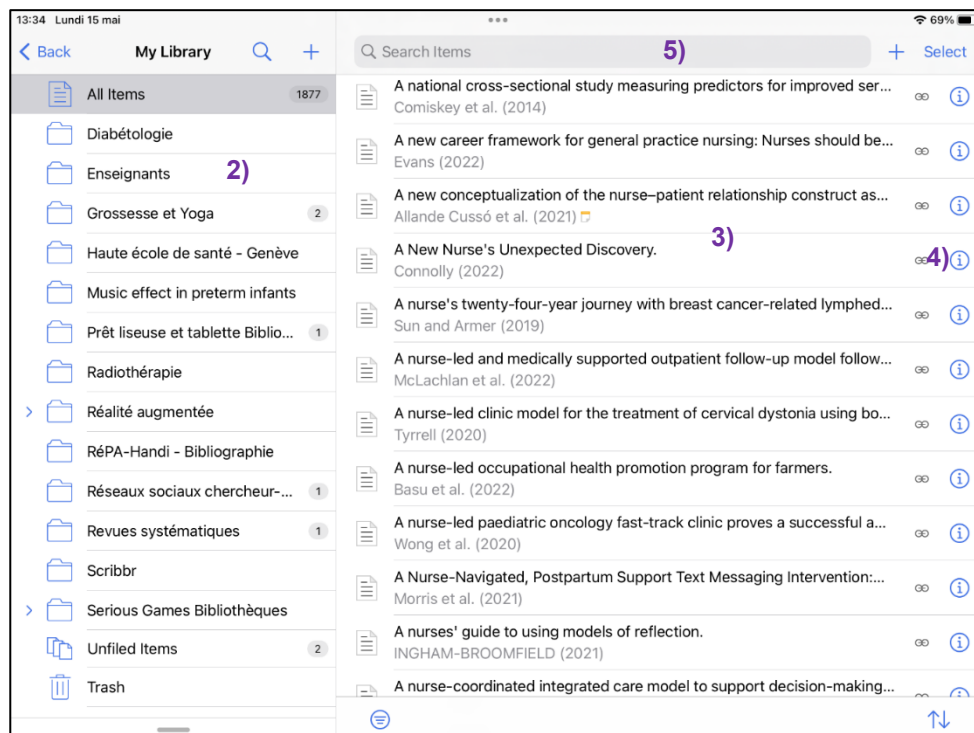 13:34 Lundi 15 mai
69%
Back
My Library
All Items 1877
Diabétologie
Enseignants
2)
Grossesse et Yoga 2
Haute école de santé - Genève
Music effect in preterm infants
Prêt liseuse et tablette Biblio... 1
Radiothérapie
Réalité augmentée
RéPA-Handi - Bibliographie
Réseaux sociaux chercheur-... 1
Revues systématiques 1
Scribbr
Serious Games Bibliothèques
Unfiled Items 2
Trash
Search Items
5)
Select
A national cross-sectional study measuring predictors for improved ser...
Comiskey et al. (2014)
A new career framework for general practice nursing: Nurses should be...
Evans (2022)
A new conceptualization of the nurse–patient relationship construct as...
Allande Cussó et al. (2021)
3)
A New Nurse's Unexpected Discovery.
Connolly (2022)
4)
A nurse's twenty-four-year journey with breast cancer-related lymphed...
Sun and Armer (2019)
A nurse-led and medically supported outpatient follow-up model follow...
McLachlan et al. (2022)
A nurse-led clinic model for the treatment of cervical dystonia using bo...
Tyrrell (2020)
A nurse-led occupational health promotion program for farmers.
Basu et al. (2022)
A nurse-led paediatric oncology fast-track clinic proves a successful a...
Wong et al. (2020)
A Nurse-Navigated, Postpartum Support Text Messaging Intervention:...
Morris et al. (2021)
A nurses' guide to using models of reflection.
INGHAM-BROOMFIELD (2021)
A nurse-coordinated integrated care model to support decision-making...